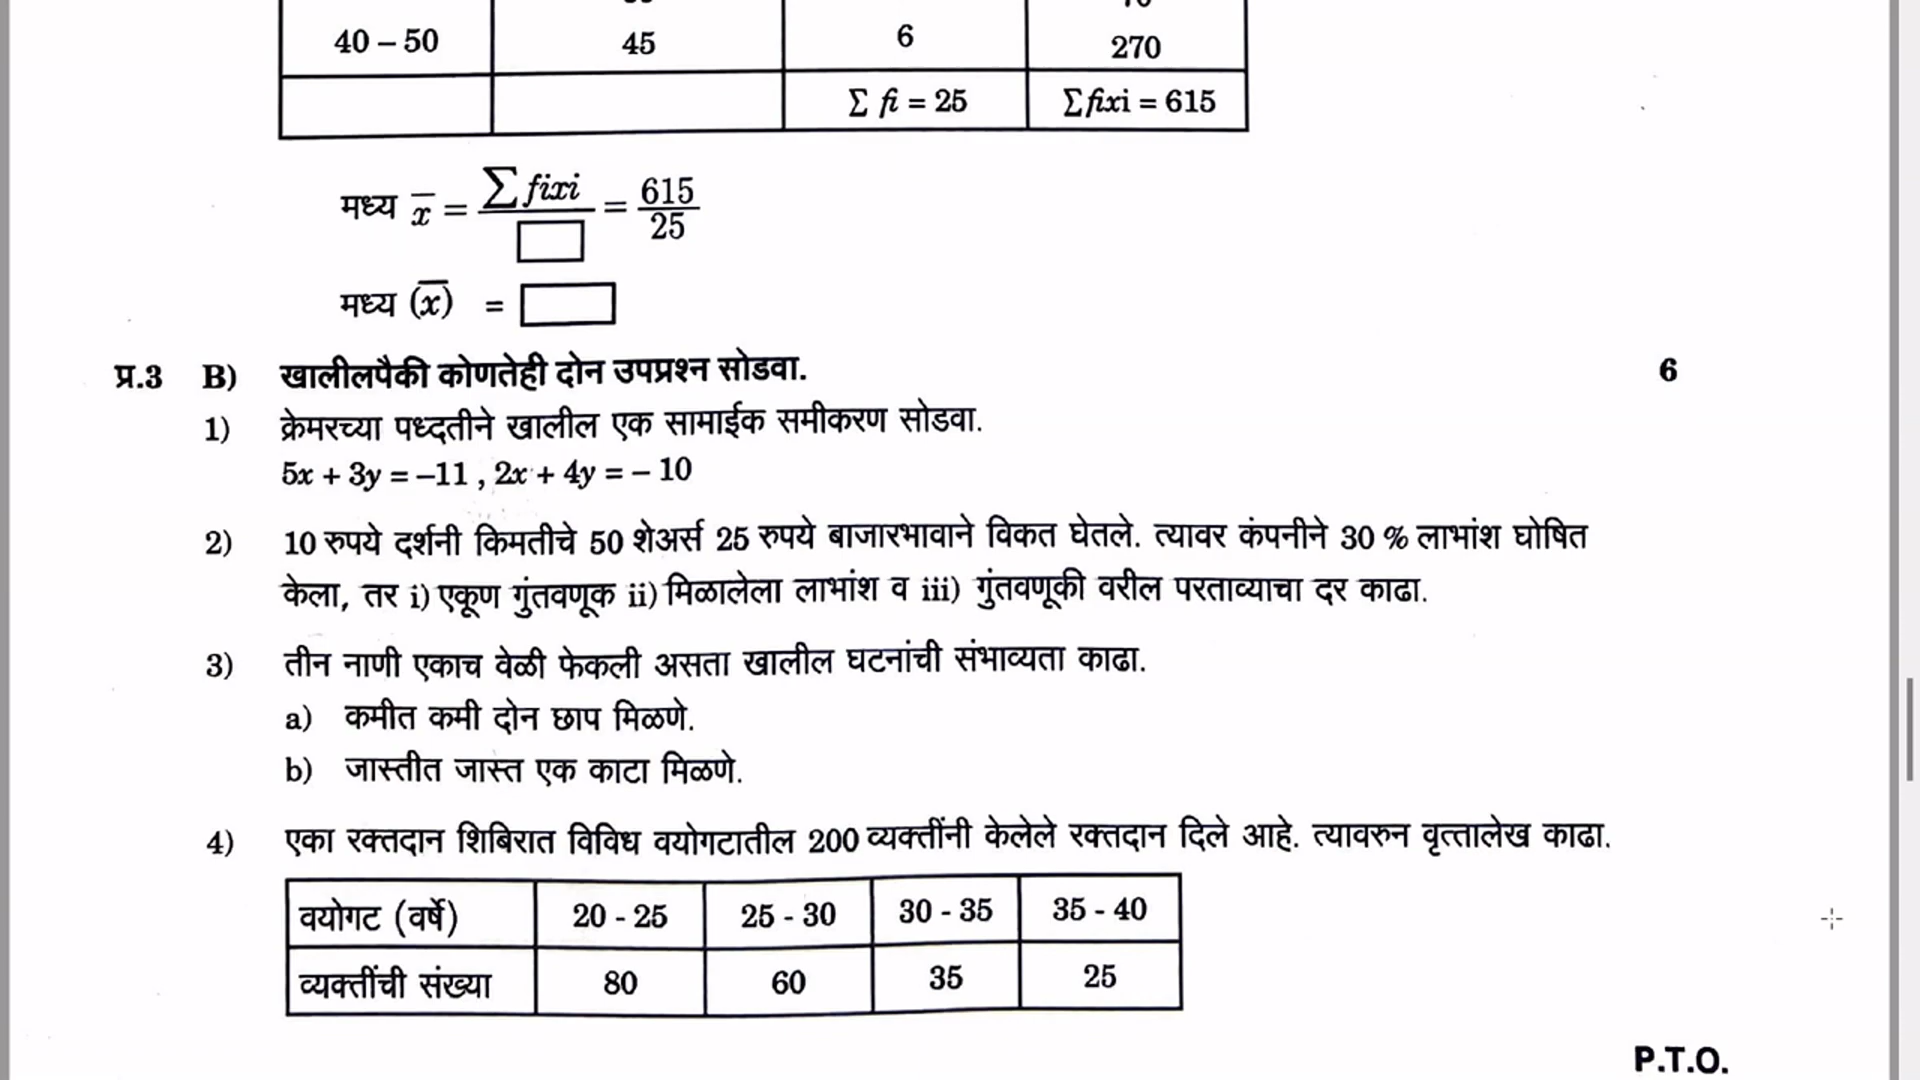 40 – 50 45 6 270
∑ fi = 25 ∑fixi = 615
मध्य x̅ = ∑fixi / = 615 / 25
मध्य (x̅) =
प्र.3 B) खालीलपैकी कोणतेही दोन उपप्रश्न सोडवा. 6
1) क्रेमरच्या पध्दतीने खालील एक सामाईक समीकरण सोडवा.
5x + 3y = –11 , 2x + 4y = – 10
2) 10 रुपये दर्शनी किमतीचे 50 शेअर्स 25 रुपये बाजारभावाने विकत घेतले. त्यावर कंपनीने 30 % लाभांश घोषित
केला, तर i) एकूण गुंतवणूक ii) मिळालेला लाभांश व iii) गुंतवणूकी वरील परताव्याचा दर काढा.
3) तीन नाणी एकाच वेळी फेकली असता खालील घटनांची संभाव्यता काढा.
a) कमीत कमी दोन छाप मिळणे.
b) जास्तीत जास्त एक काटा मिळणे.
4) एका रक्तदान शिबिरात विविध वयोगटातील 200 व्यक्तींनी केलेले रक्तदान दिले आहे. त्यावरुन वृत्तालेख काढा.
वयोगट (वर्षे) 20 - 25 25 - 30 30 - 35 35 - 40
व्यक्तींची संख्या 80 60 35 25
P.T.O.